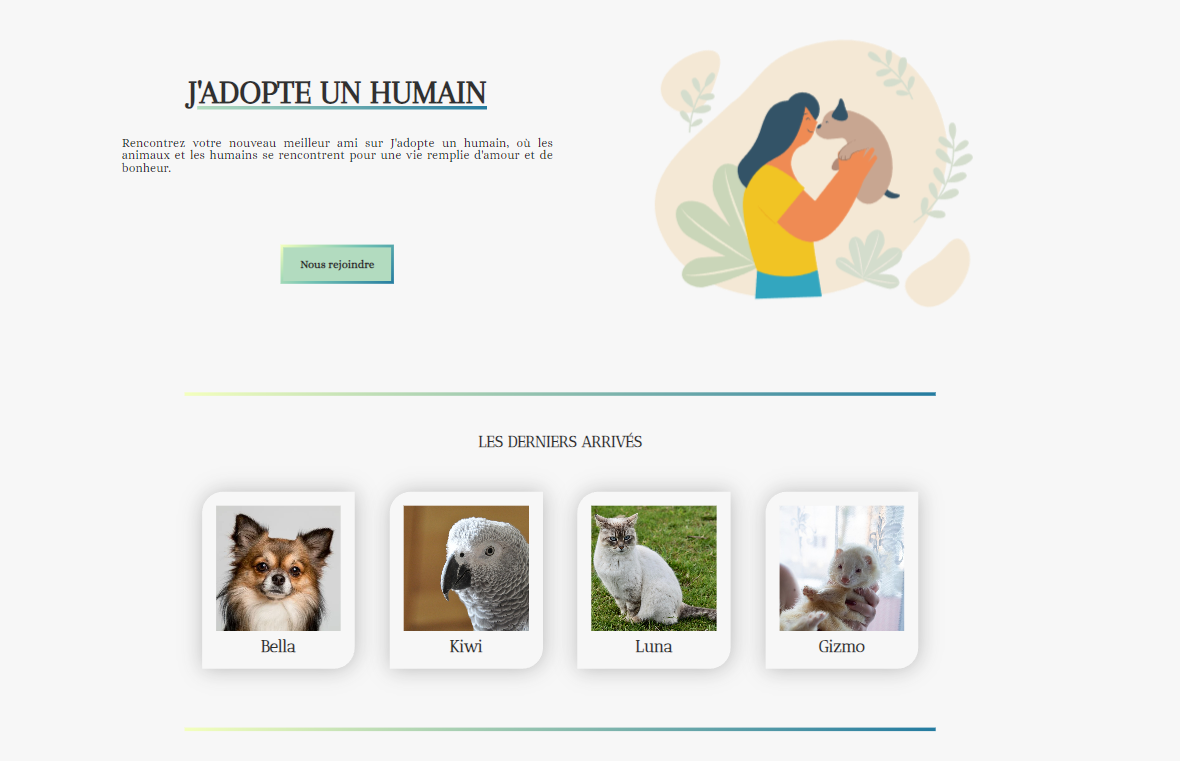 J'ADOPTE UN HUMAIN
Rencontrez votre nouveau meilleur ami sur J'adopte un humain, où les
animaux et les humains se rencontrent pour une vie remplie d'amour et de
bonheur.
Nous rejoindre
LES DERNIERS ARRIVÉS
Bella
Kiwi
Luna
Gizmo